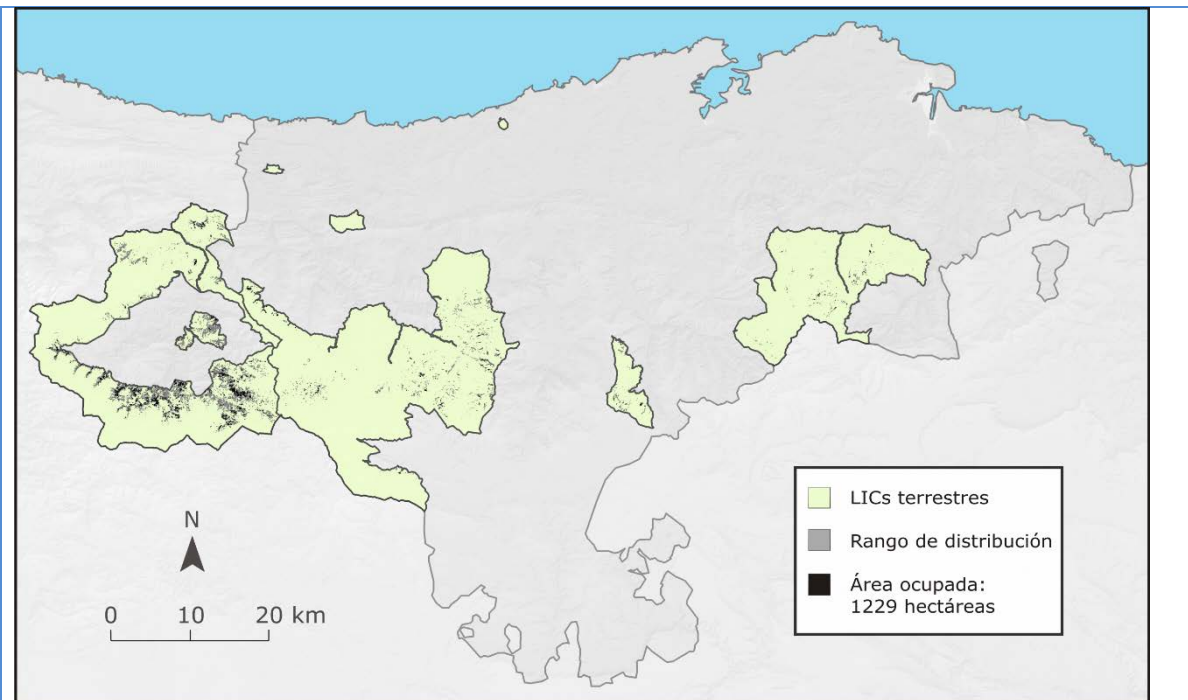 LICs terrestres
Rango de distribución
Área ocupada:
1229 hectáreas
N
0 10 20 km